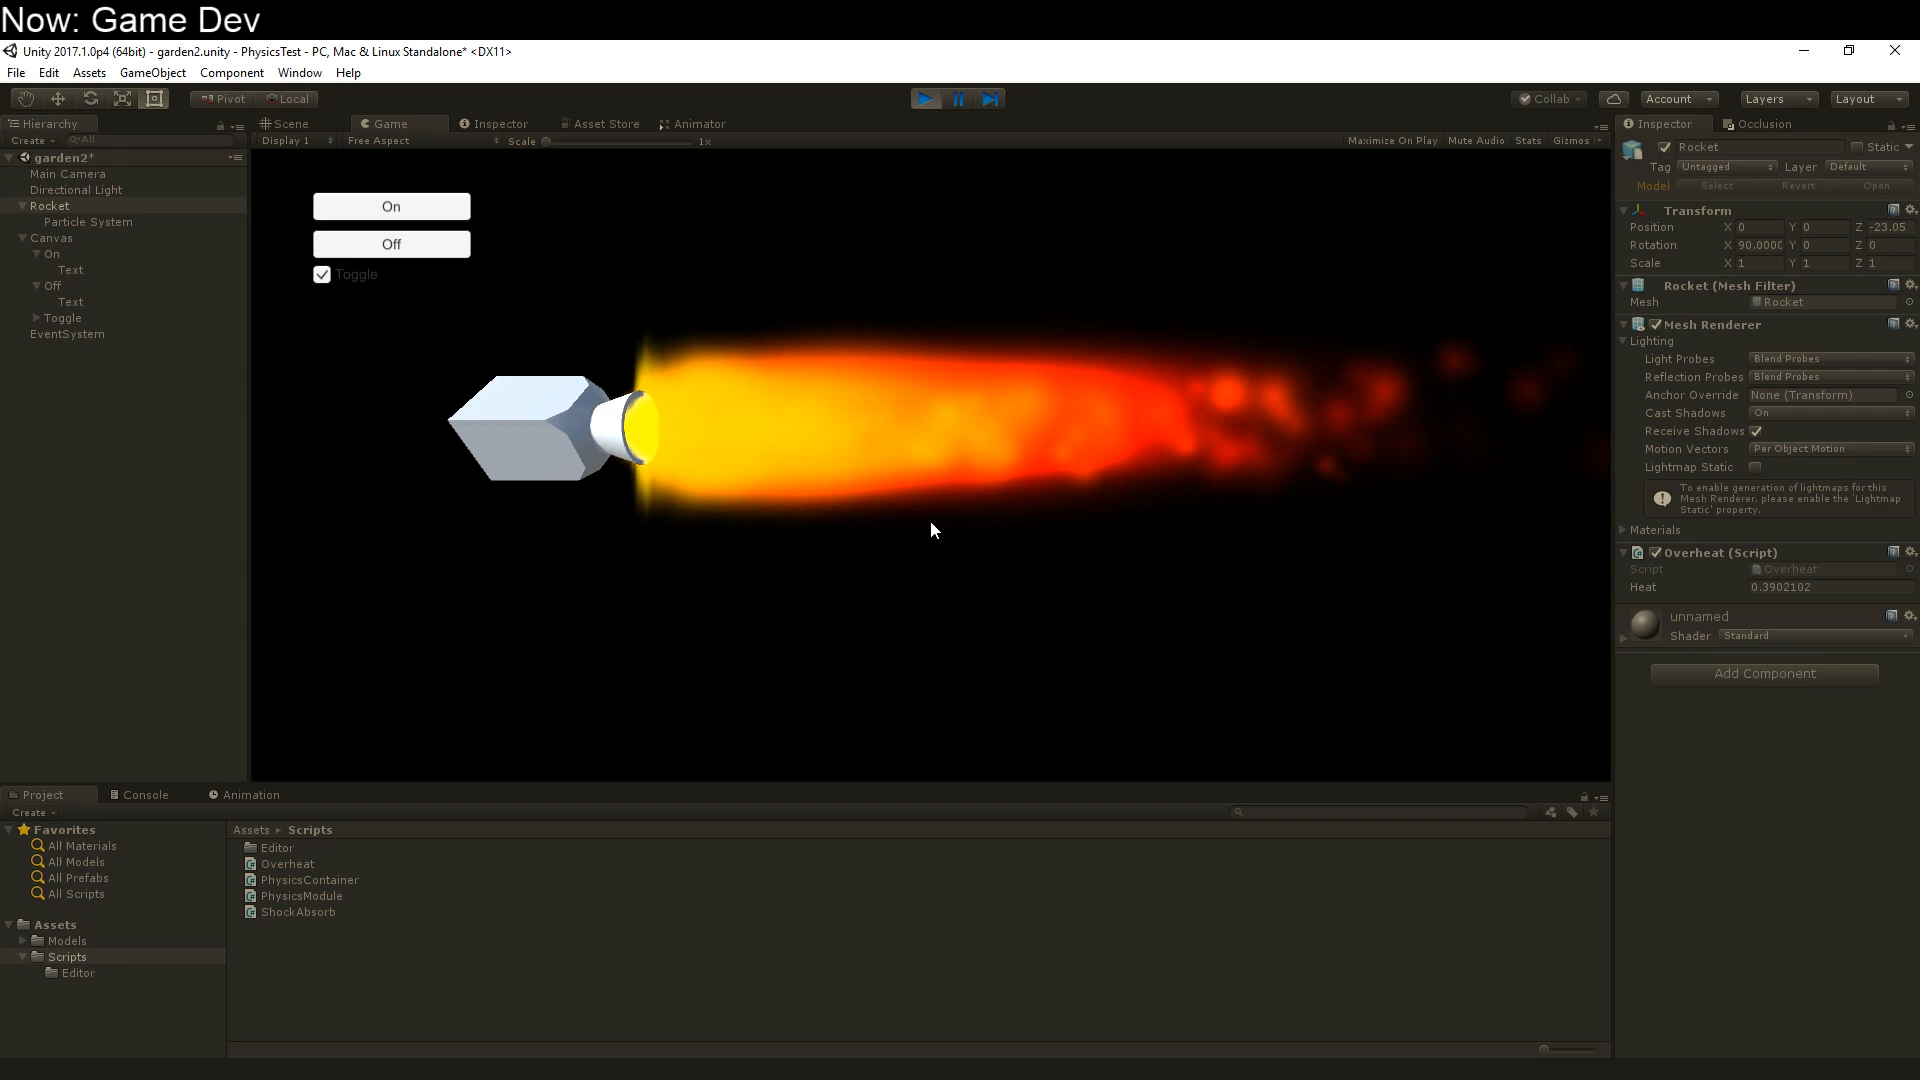 Now: Game Dev
Unity 2017.1.0p4 (64bit) - garden2.unity - PhysicsTest - PC, Mac & Linux Standalone* <DX11>
File Edit Assets GameObject Component Window Help
Pivot Local Collab Account Layers Layout
Hierarchy
Create All
garden2*
Main Camera
Directional Light
Rocket
Particle System
Canvas
On
Text
Off
Text
Toggle
EventSystem
Scene Game Inspector Asset Store Animator
Display 1 Free Aspect Scale 1x Maximize On Play Mute Audio Stats Gizmos
On
Off
Toggle
Inspector Occlusion
Rocket Static
Tag Untagged Layer Default
Model Select Revert Open
Transform
Position X 0 Y 0 Z -23.05
Rotation X 90.0000 Y 0 Z 0
Scale X 1 Y 1 Z 1
Rocket (Mesh Filter)
Mesh Rocket
Mesh Renderer
Lighting
Light Probes Blend Probes
Reflection Probes Blend Probes
Anchor Override None (Transform)
Cast Shadows On
Receive Shadows
Motion Vectors Per Object Motion
Lightmap Static
To enable generation of lightmaps for this
Mesh Renderer, please enable the 'Lightmap
Static' property.
Materials
Overheat (Script)
Script Overheat
Heat 0.3902102
unnamed
Shader Standard
Add Component
Project Console Animation
Create
Favorites
All Materials
All Models
All Prefabs
All Scripts
Assets
Models
Scripts
Editor
Assets Scripts
Editor
Overheat
PhysicsContainer
PhysicsModule
ShockAbsorb